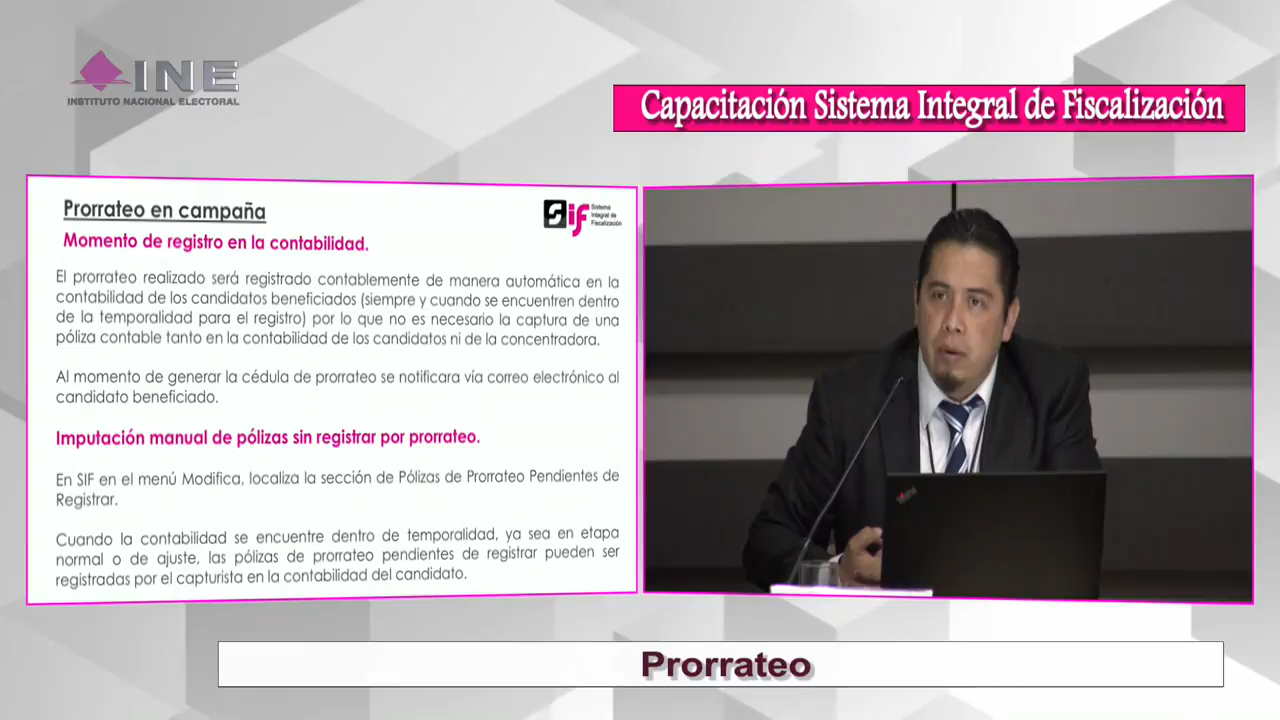 INE
INSTITUTO NACIONAL ELECTORAL
Capacitación Sistema Integral de Fiscalización
Prorrateo en campaña
Sif Sistema
Integral de
Fiscalización
Momento de registro en la contabilidad.
El prorrateo realizado será registrado contablemente de manera automática en la
contabilidad de los candidatos beneficiados (siempre y cuando se encuentren dentro
de la temporalidad para el registro) por lo que no es necesario la captura de una
póliza contable tanto en la contabilidad de los candidatos ni de la concentradora.
Al momento de generar la cédula de prorrateo se notificara vía correo electrónico al
candidato beneficiado.
Imputación manual de pólizas sin registrar por prorrateo.
En SIF en el menú Modifica, localiza la sección de Pólizas de Prorrateo Pendientes de
Registrar.
Cuando la contabilidad se encuentre dentro de temporalidad, ya sea en etapa
normal o de ajuste, las pólizas de prorrateo pendientes de registrar pueden ser
registradas por el capturista en la contabilidad del candidato.
Prorrateo